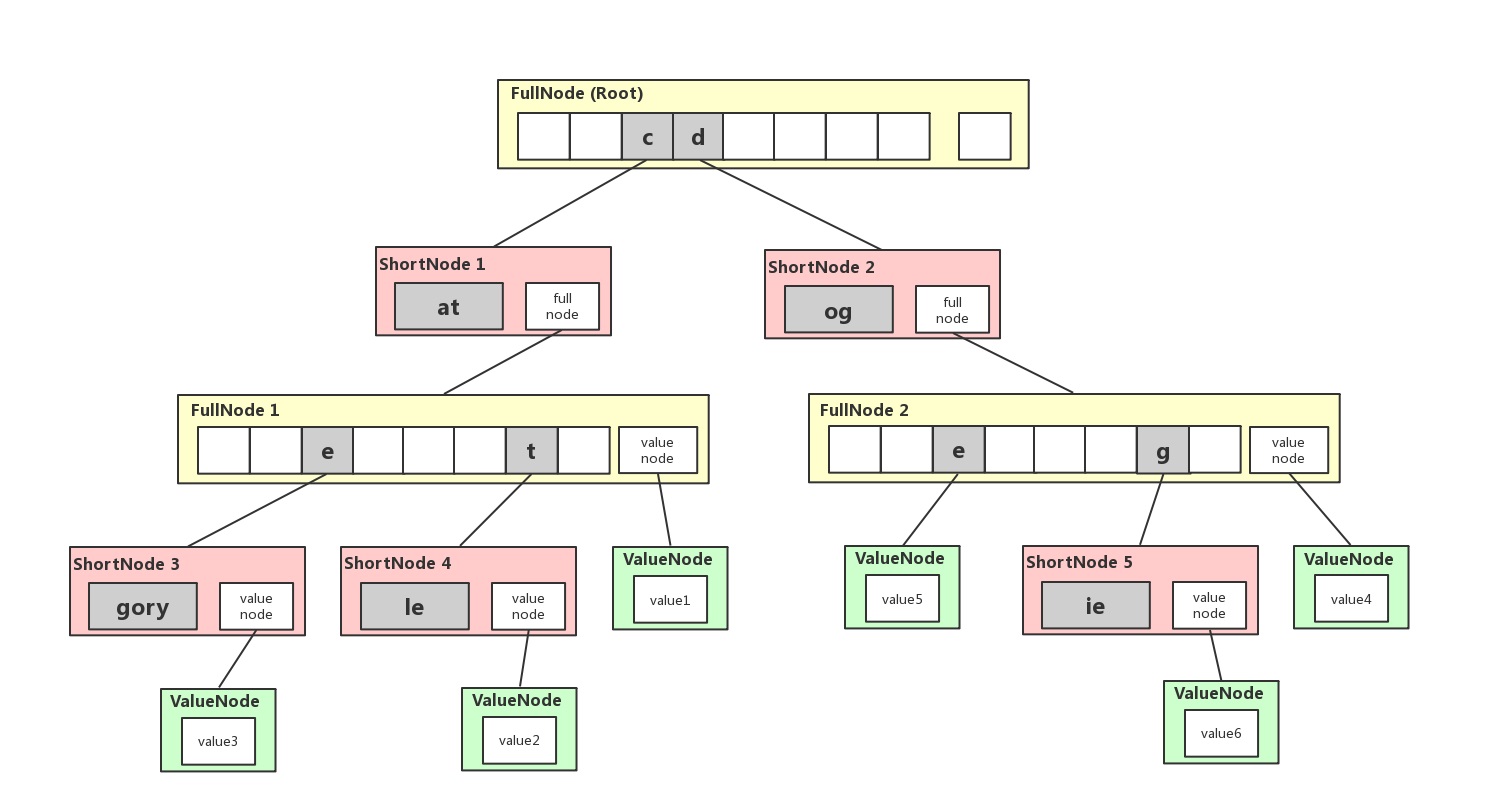 FullNode (Root)
c d
ShortNode 1
at
full
node
ShortNode 2
og
full
node
FullNode 1
e t
value
node
FullNode 2
e g
value
node
ShortNode 3
gory
value
node
ShortNode 4
le
value
node
ValueNode
value1
ValueNode
value5
ShortNode 5
ie
value
node
ValueNode
value4
ValueNode
value3
ValueNode
value2
ValueNode
value6